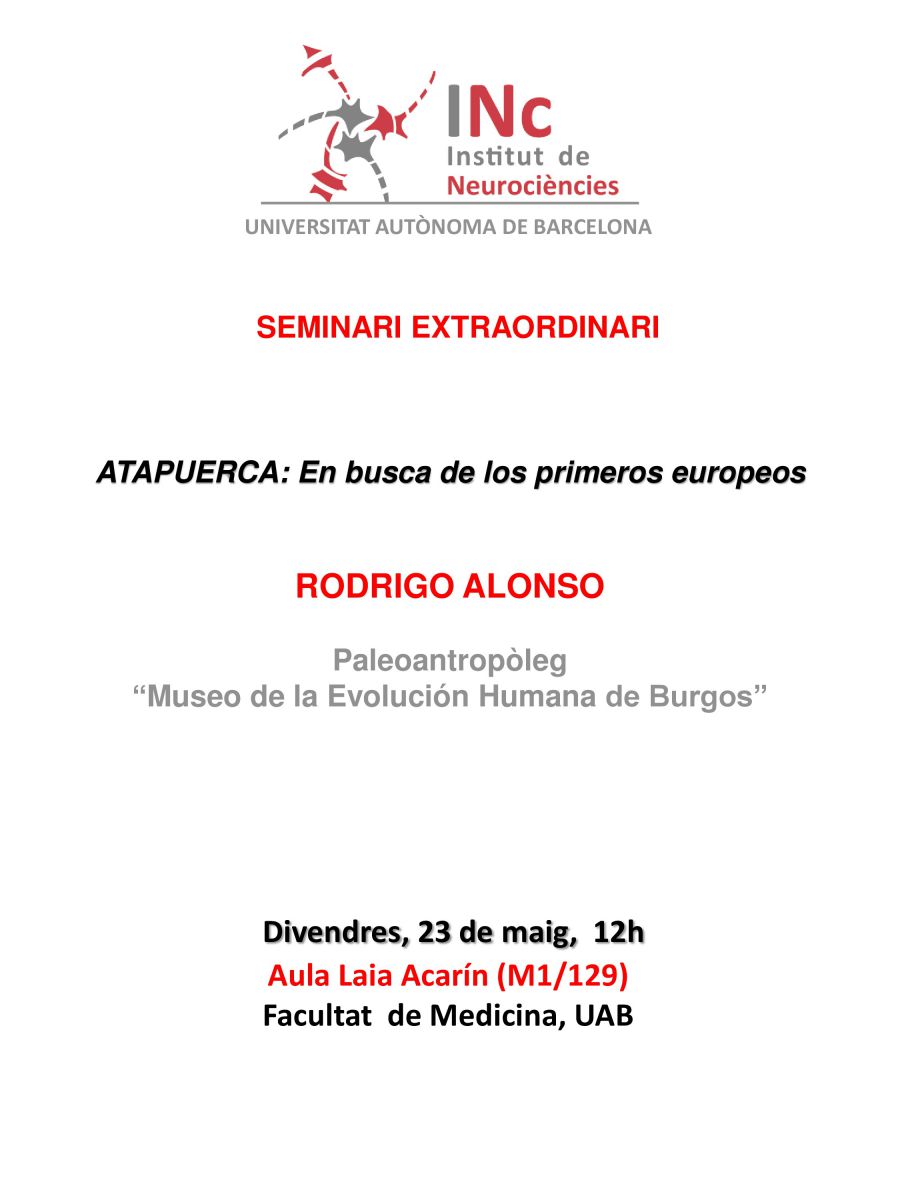 INc
Institut de
Neurociències
UNIVERSITAT AUTÒNOMA DE BARCELONA
SEMINARI EXTRAORDINARI
ATAPUERCA: En busca de los primeros europeos
RODRIGO ALONSO
Paleoantropòleg
“Museo de la Evolución Humana de Burgos”
Divendres, 23 de maig, 12h
Aula Laia Acarín (M1/129)
Facultat de Medicina, UAB